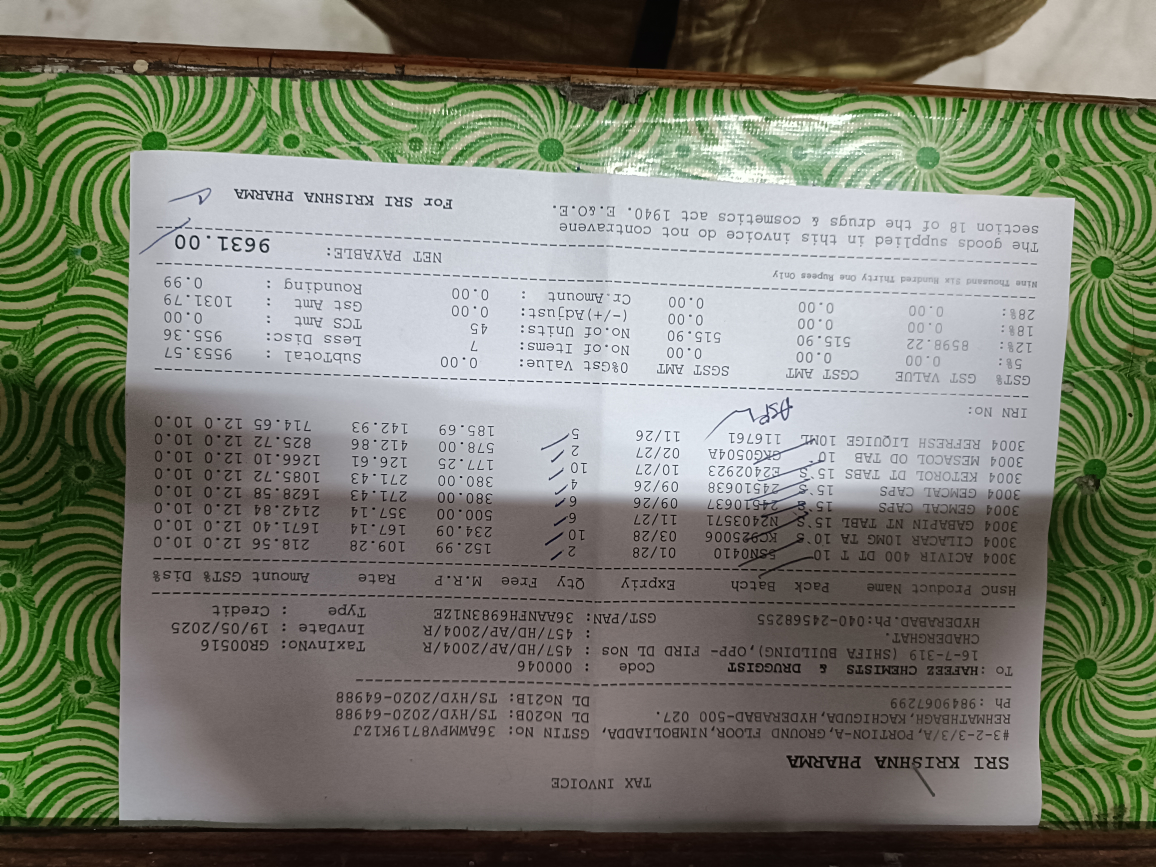 TAX INVOICE
SRI KRISHNA PHARMA
#3-2-3/3/A, PORTION-A, GROUND FLOOR, NIMBOLIADDA, GSTIN No: 36AWMPV8719K1ZJ
REHMATHBAGH, KACHIGUDA, HYDERABAD-500 027. DL NO20B: TS/HYD/2020-64988
Ph : 9849067299 DL NO21B: TS/HYD/2020-64988
To :HAFEEZ CHEMISTS & DRUGGIST Code : 000046
16-7-319 (SHIFA BUILDING), OPP- FIRD DL Nos : 457/HD/AP/2004/R TaxInvNo: GR00516
CHADERGHAT. : 457/HD/AP/2004/R InvDate : 19/05/2025
HYDERABAD.Ph:040-24568255 GST/PAN: 36AANFH6983N1ZE Type : Credit
HsnC Product Name Pack Batch Expriy Qty Free M.R.P Rate Amount GST% Dis%
3004 ACIVIR 400 DT T 10 5SN0410 01/28 2 152.99 109.28 218.56 12.0 10.0
3004 CILACAR 10MG TA 10`S KC925006 03/28 10 234.09 167.14 1671.40 12.0 10.0
3004 GABAPIN NT TABL 15`S N2403571 11/27 6 500.00 357.14 2142.84 12.0 10.0
3004 GEMCAL CAPS 15`S 24510637 09/26 6 380.00 271.43 1628.58 12.0 10.0
3004 GEMCAL CAPS 15`S 24510638 09/26 4 380.00 271.43 1085.72 12.0 10.0
3004 KETOROL DT TABS 15`S E2402923 10/27 10 177.25 126.61 1266.10 12.0 10.0
3004 MESACOL OD TAB 10`S GKG0504A 02/27 2 578.00 412.86 825.72 12.0 10.0
3004 REFRESH LIQUIGE 10ML 116761 11/26 5 185.69 142.93 714.65 12.0 10.0
IRN No:
GST% GST VALUE CGST AMT SGST AMT 0%Gst Value: 0.00 SubTotal : 9553.57
5%: 0.00 0.00 0.00 No.of Items: 7 Less Disc: 955.36
12%: 8598.22 515.90 515.90 No.of Units: 45 TCS Amt : 0.00
18%: 0.00 0.00 0.00 (-/+)Adjust: 0.00 Gst Amt : 1031.79
28%: 0.00 0.00 0.00 Cr.Amount : 0.00 Rounding : 0.99
Nine Thousand Six Hundred Thirty One Rupees Only
NET PAYABLE: 9631.00
The goods supplied in this invoice do not contravene
section 18 of the drugs & cosmetics act 1940. E.&O.E. For SRI KRISHNA PHARMA